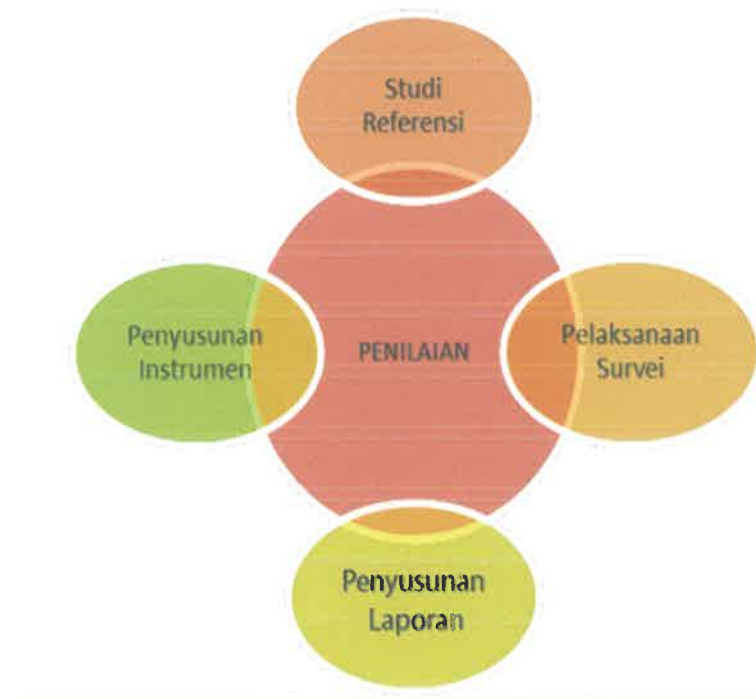 Studi
Referensi
Penyusunan
Instrumen
PENILAIAN
Pelaksanaan
Survei
Penyusunan
Laporan